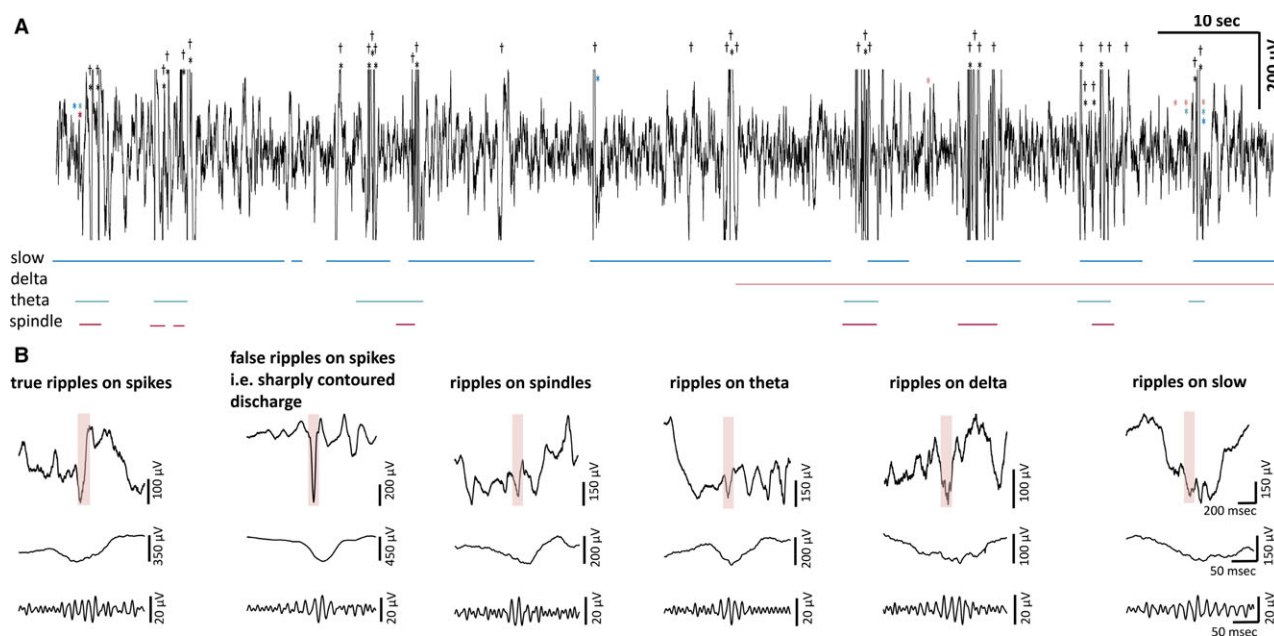 A
10 sec
200 μV
slow
delta
theta
spindle
B
true ripples on spikes
100 μV
350 μV
20 μV
false ripples on spikes
i.e. sharply contoured
discharge
200 μV
450 μV
20 μV
ripples on spindles
150 μV
200 μV
20 μV
ripples on theta
150 μV
200 μV
20 μV
ripples on delta
100 μV
100 μV
20 μV
ripples on slow
150 μV
200 msec
150 μV
50 msec
20 μV
50 msec